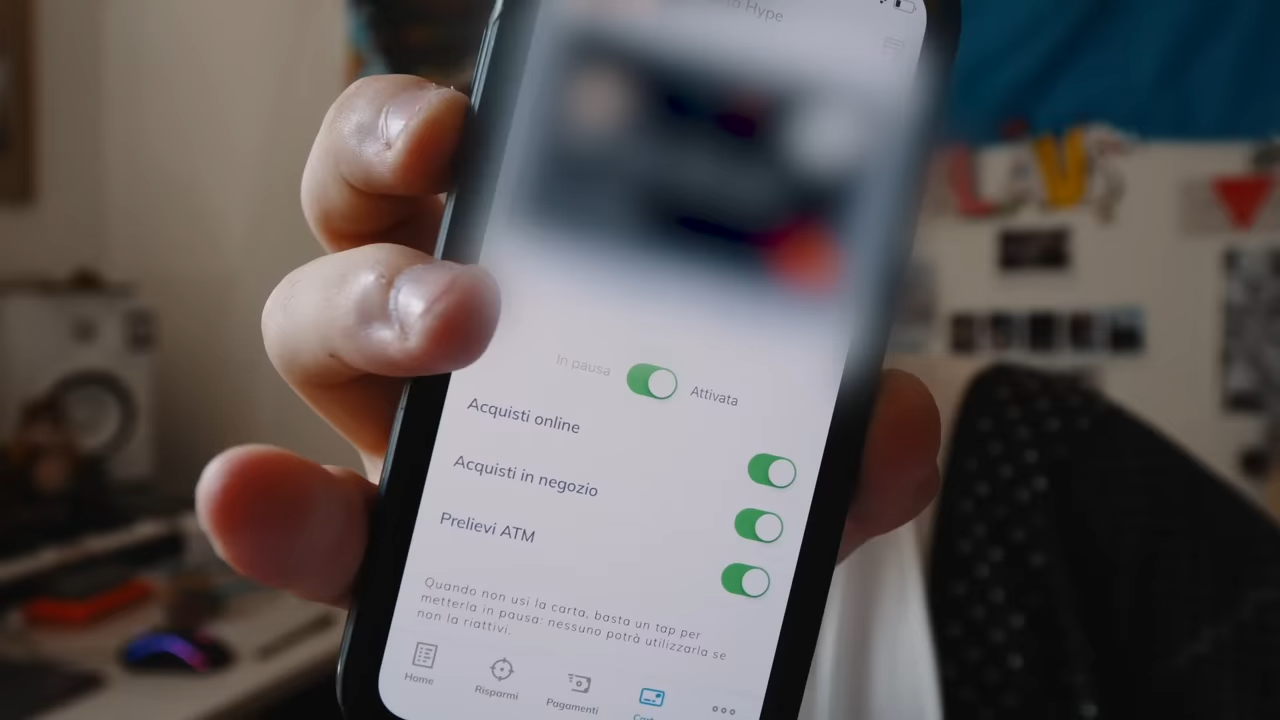 Hype
In pausa
Attivata
Acquisti online
Acquisti in negozio
Prelievi ATM
Quando non usi la carta, basta un tap per
metterla in pausa: nessuno potrà utilizzarla se
non la riattivi.
Home
Risparmi
Pagamenti